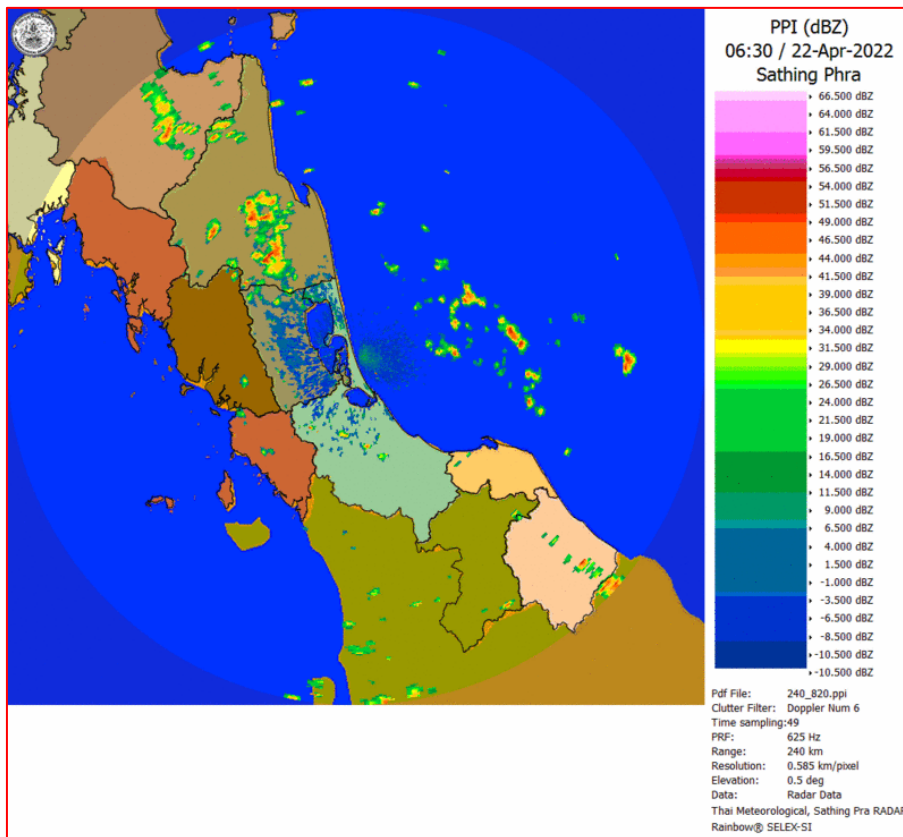 PPI (dBZ)
06:30 / 22-Apr-2022
Sathing Phra
66.500 dBZ
64.000 dBZ
61.500 dBZ
59.500 dBZ
56.500 dBZ
54.000 dBZ
51.500 dBZ
49.000 dBZ
46.500 dBZ
44.000 dBZ
41.500 dBZ
39.000 dBZ
36.500 dBZ
34.000 dBZ
31.500 dBZ
29.000 dBZ
26.500 dBZ
24.000 dBZ
21.500 dBZ
19.000 dBZ
16.500 dBZ
14.000 dBZ
11.500 dBZ
9.000 dBZ
6.500 dBZ
4.000 dBZ
1.500 dBZ
-1.000 dBZ
-3.500 dBZ
-6.000 dBZ
-8.500 dBZ
-10.500 dBZ
-10.500 dBZ
Pdf File: 240_820.ppi
Clutter Filter: Doppler Num 6
Time sampling:49
PRF: 625 Hz
Range: 240 km
Resolution: 0.585 km/pixel
Elevation: 0.5 deg
Data: Radar Data
Thai Meteorological, Sathing Pra RADAR
Rainbow® SELEX-SI